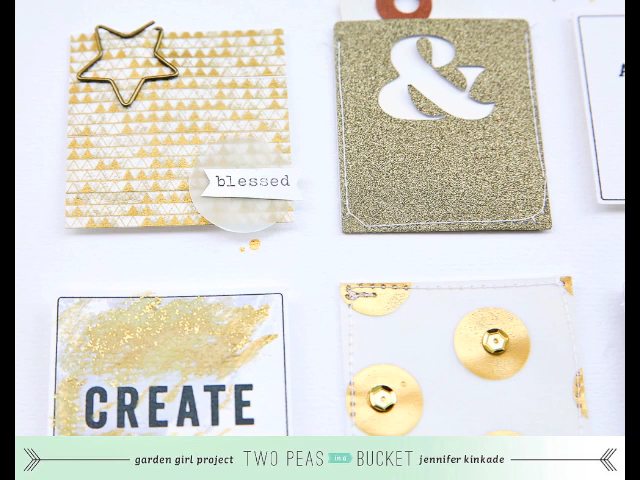 &
blessed
CREATE
garden girl project TWO PEAS in a BUCKET jennifer kinkade